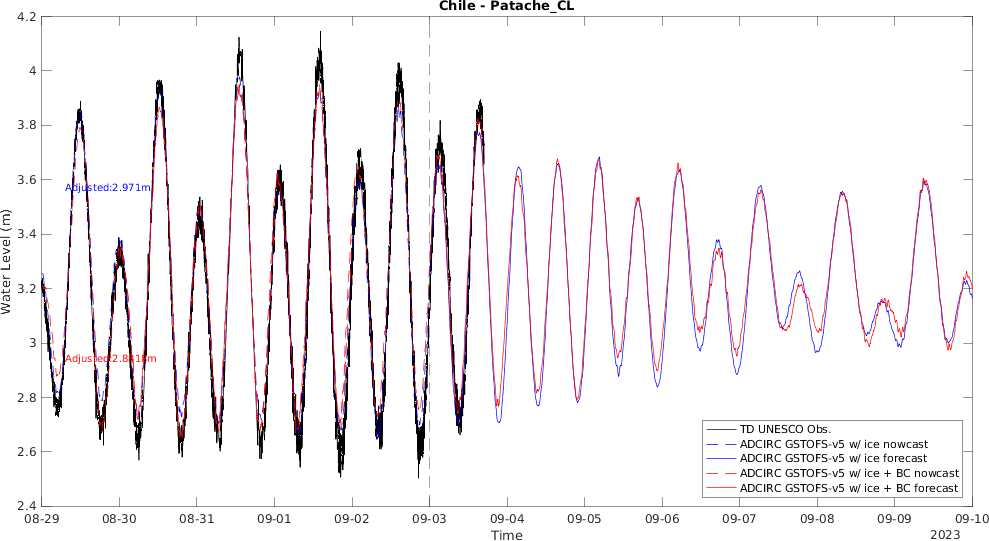 Chile - Patache_CL
4.2
4
3.8
3.6
3.4
3.2
3
2.8
2.6
2.4
Water Level (m)
Adjusted:2.971m
TD UNESCO Obs.
ADCIRC GSTOFS-v5 w/ ice nowcast
ADCIRC GSTOFS-v5 w/ ice forecast
ADCIRC GSTOFS-v5 w/ ice + BC nowcast
ADCIRC GSTOFS-v5 w/ ice + BC forecast
08-29 08-30 08-31 09-01 09-02 09-03 09-04 09-05 09-06 09-07 09-08 09-09 09-10
Time
2023